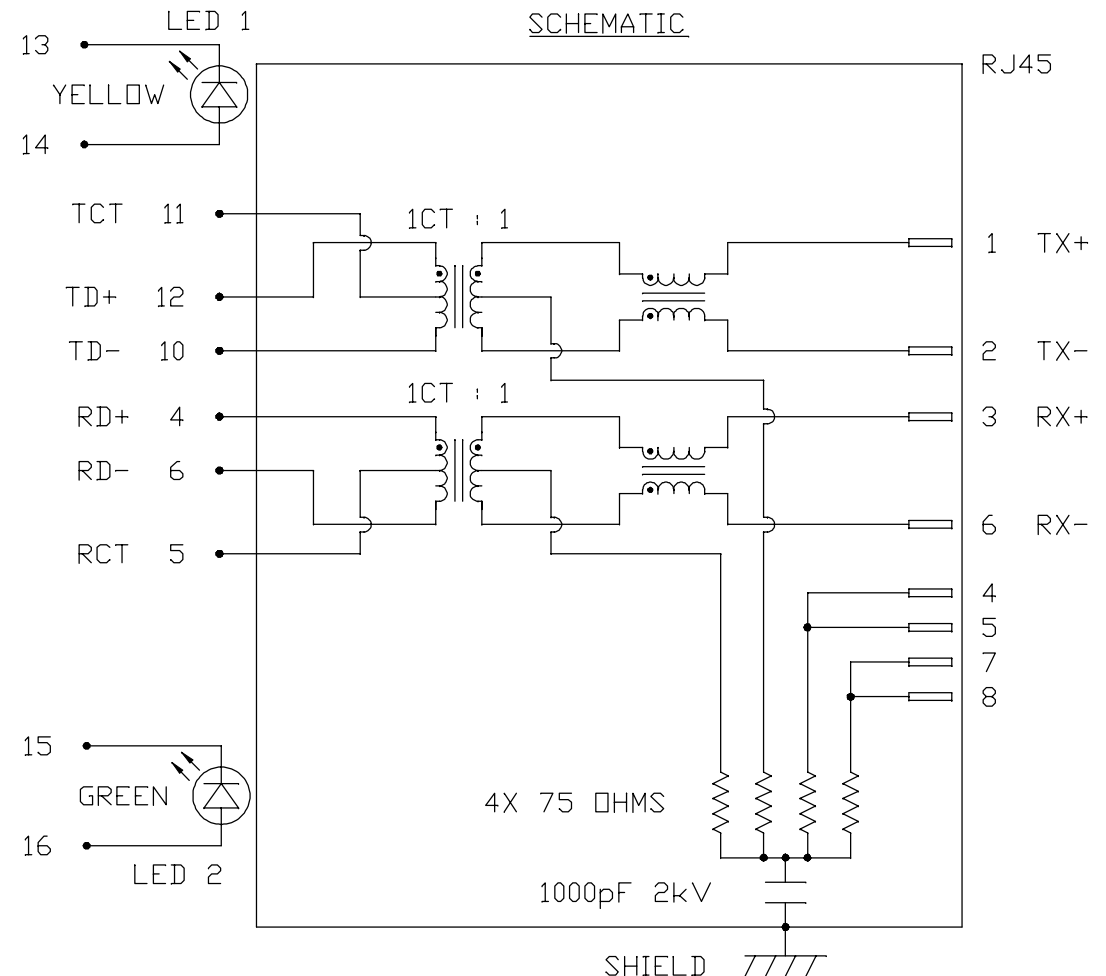 SCHEMATIC
LED 1
13
YELLOW
14
RJ45
TCT 11
1CT : 1
1 TX+
TD+ 12
TD- 10
2 TX-
1CT : 1
RD+ 4
3 RX+
RD- 6
6 RX-
RCT 5
4
5
7
8
15
GREEN
16
LED 2
4X 75 OHMS
1000pF 2kV
SHIELD